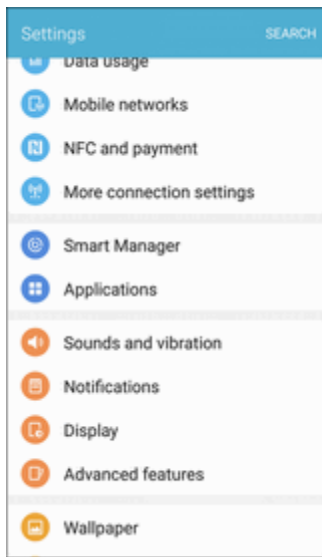 Settings
SEARCH
Data usage
Mobile networks
NFC and payment
More connection settings
Smart Manager
Applications
Sounds and vibration
Notifications
Display
Advanced features
Wallpaper